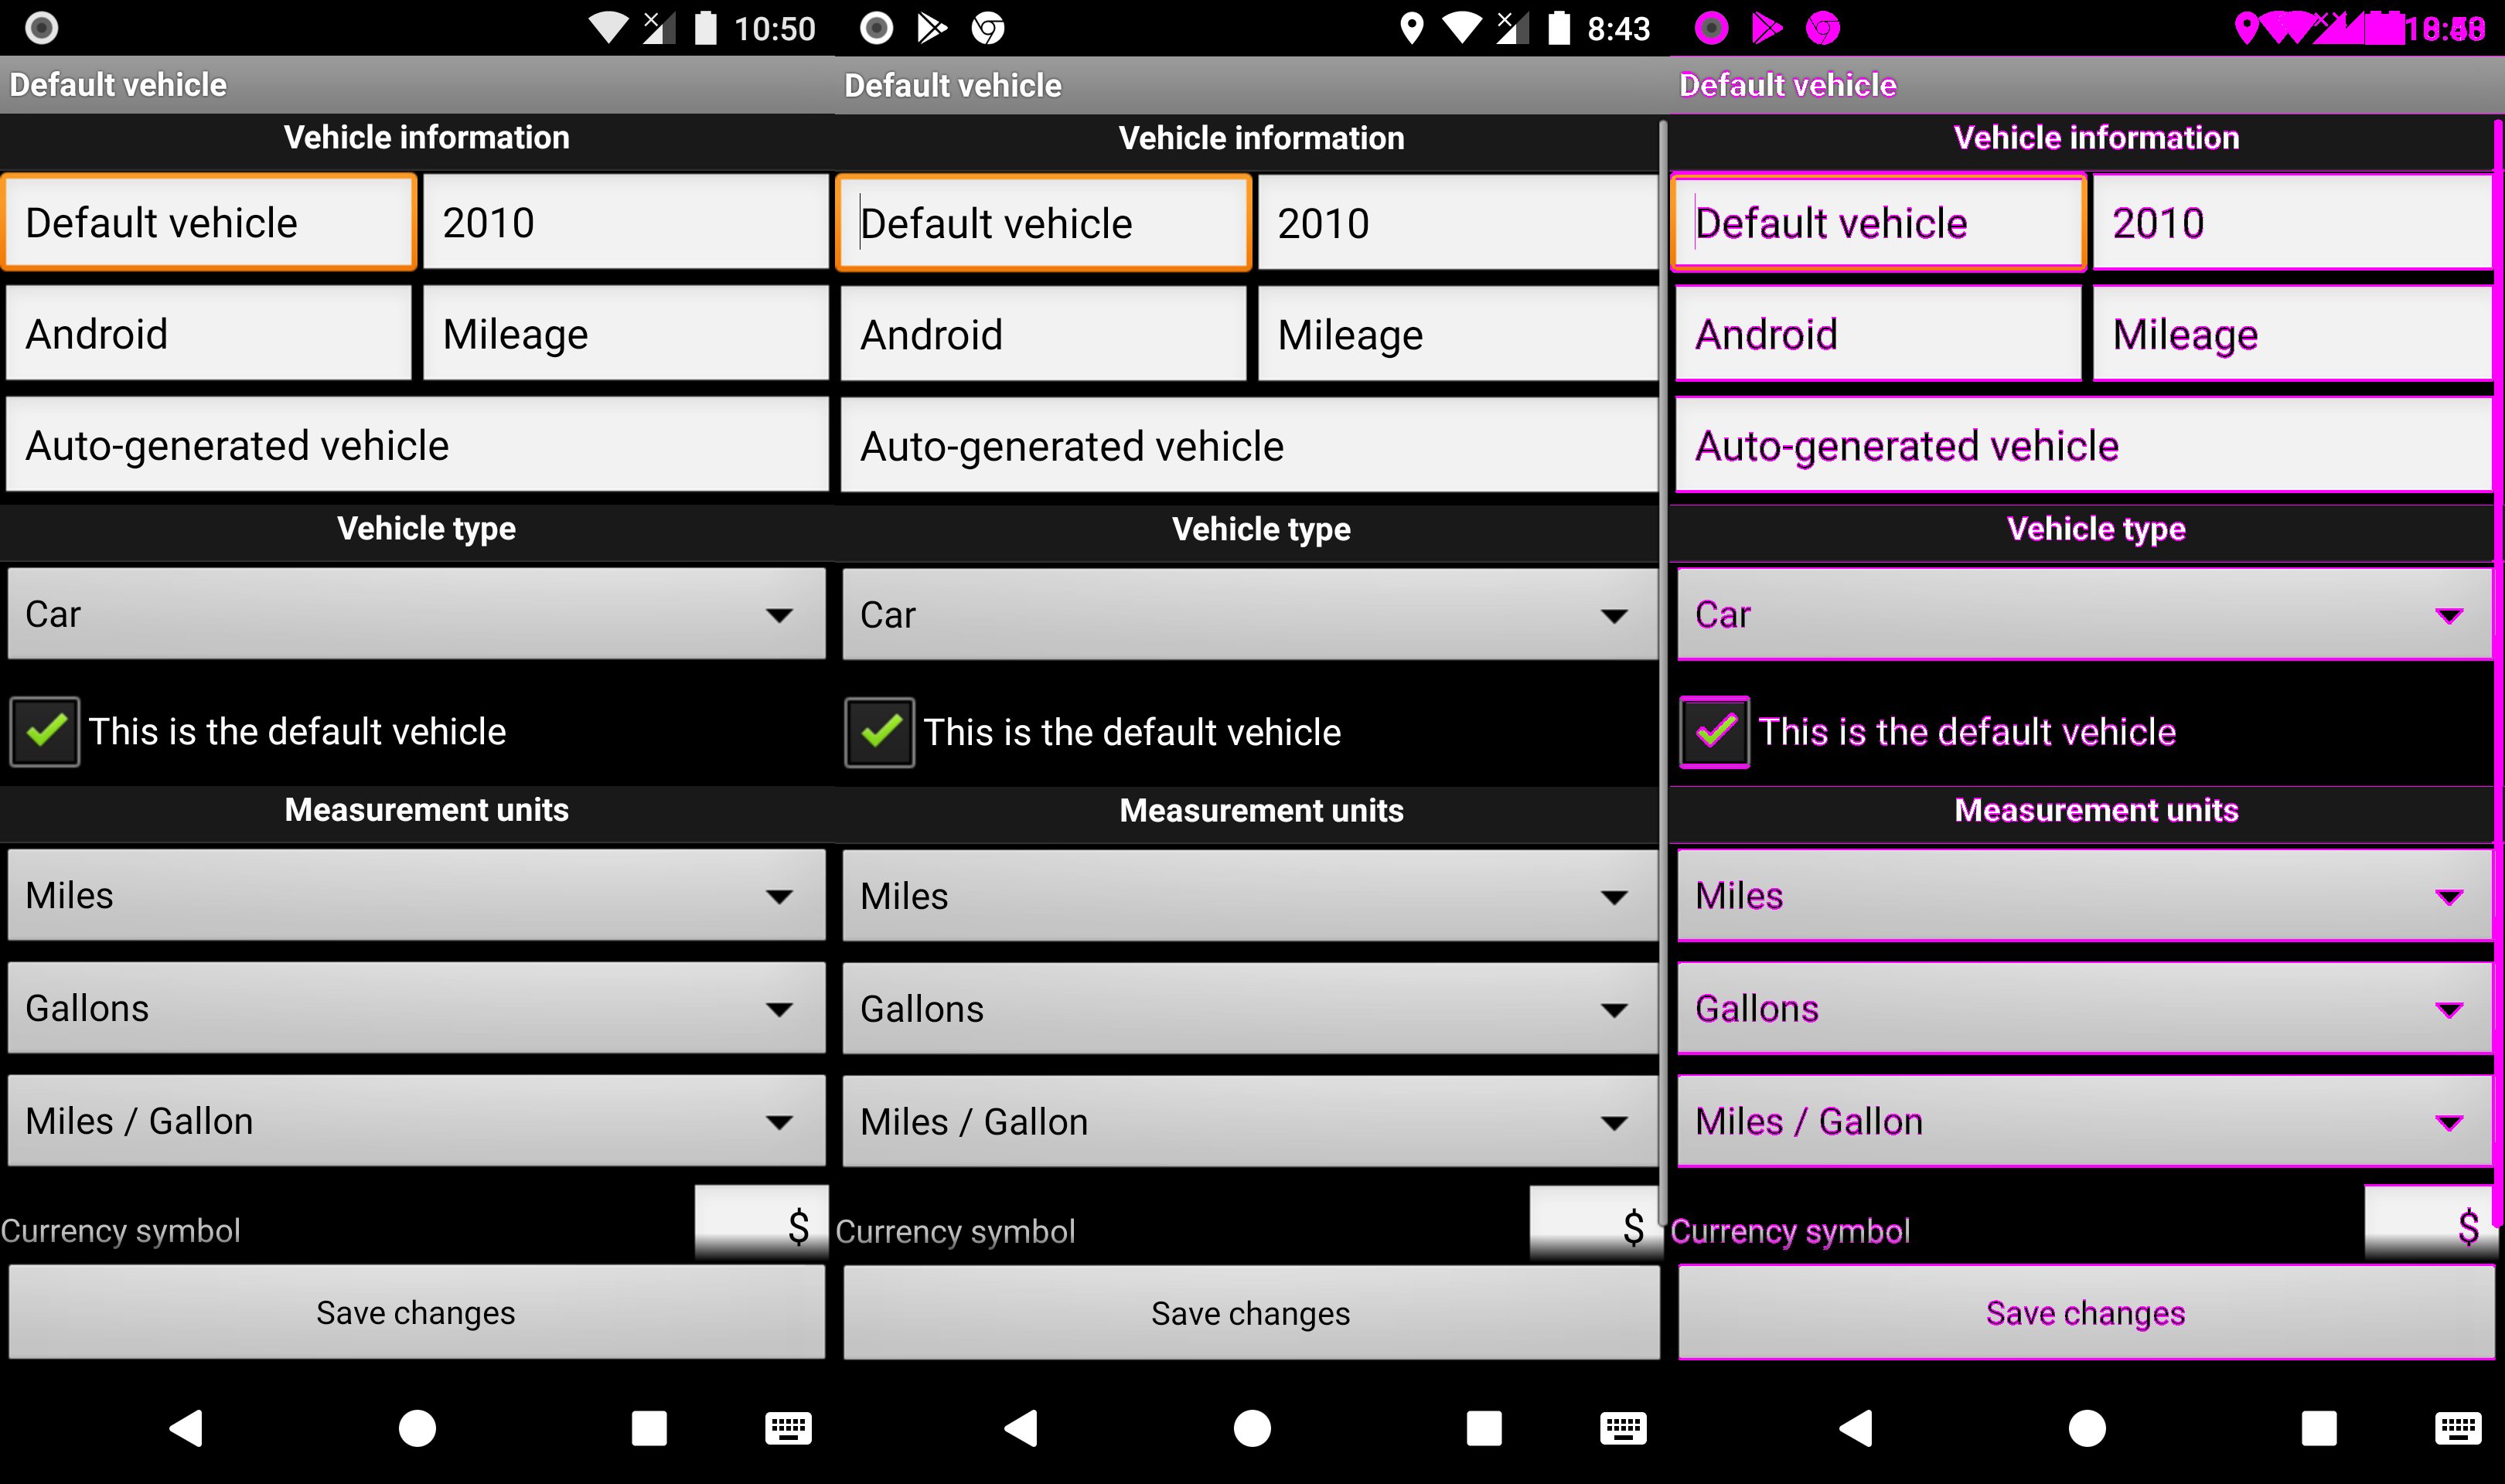 10:50
Default vehicle
Vehicle information
Default vehicle 2010
Android Mileage
Auto-generated vehicle
Vehicle type
Car
This is the default vehicle
Measurement units
Miles
Gallons
Miles / Gallon
Currency symbol $
Save changes
8:43
Default vehicle
Vehicle information
Default vehicle 2010
Android Mileage
Auto-generated vehicle
Vehicle type
Car
This is the default vehicle
Measurement units
Miles
Gallons
Miles / Gallon
Currency symbol $
Save changes
Default vehicle
Vehicle information
Default vehicle 2010
Android Mileage
Auto-generated vehicle
Vehicle type
Car
This is the default vehicle
Measurement units
Miles
Gallons
Miles / Gallon
Currency symbol $
Save changes